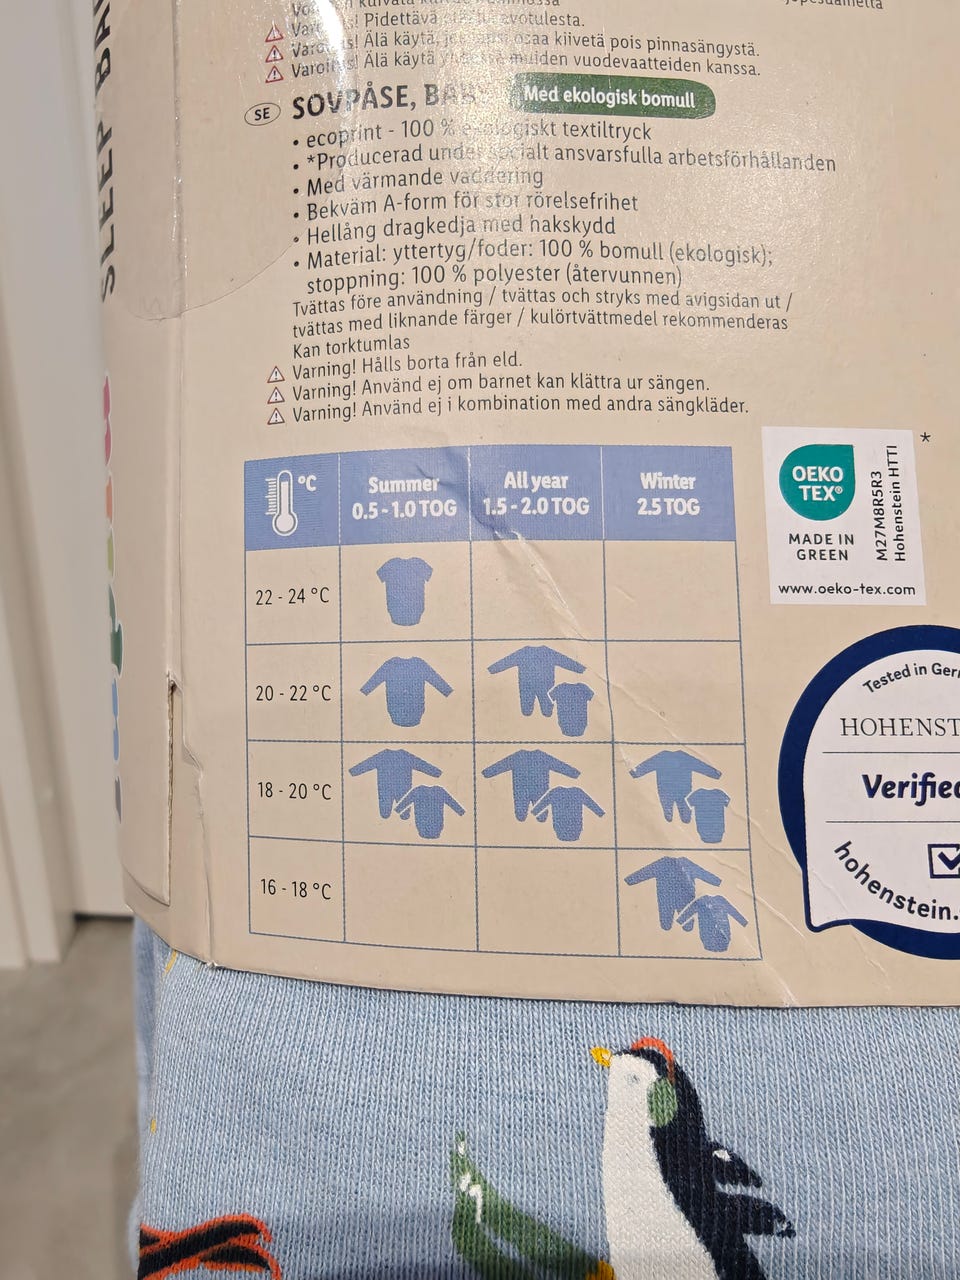 SLEEP BA
! Pidettävä
! Älä käytä, osaa kiivetä pois pinnasängystä.
Varoitus! Älä käytä muiden vuodevaatteiden kanssa.
SE SOVPÅSE, BABY Med ekologisk bomull
• ecoprint - 100 % ekologiskt textiltryck
• *Producerad under socialt ansvarsfulla arbetsförhållanden
• Med värmande vaddering
• Bekväm A-form för stor rörelsefrihet
• Hellång dragkedja med hakskydd
• Material: yttertyg/foder: 100 % bomull (ekologisk);
stoppning: 100 % polyester (återvunnen)
Tvättas före användning / tvättas och stryks med avigsidan ut /
tvättas med liknande färger / kulörtvättmedel rekommenderas
Kan torktumlas
Varning! Hålls borta från eld.
Varning! Använd ej om barnet kan klättra ur sängen.
Varning! Använd ej i kombination med andra sängkläder.
°C
Summer
0.5 - 1.0 TOG
All year
1.5 - 2.0 TOG
Winter
2.5 TOG
22 - 24 °C
20 - 22 °C
18 - 20 °C
16 - 18 °C
*
OEKO
TEX®
MADE IN
GREEN
M27M8R5R3
Hohenstein HTTI
www.oeko-tex.com
Tested in Ger
HOHENST
Verified
hohenstein.